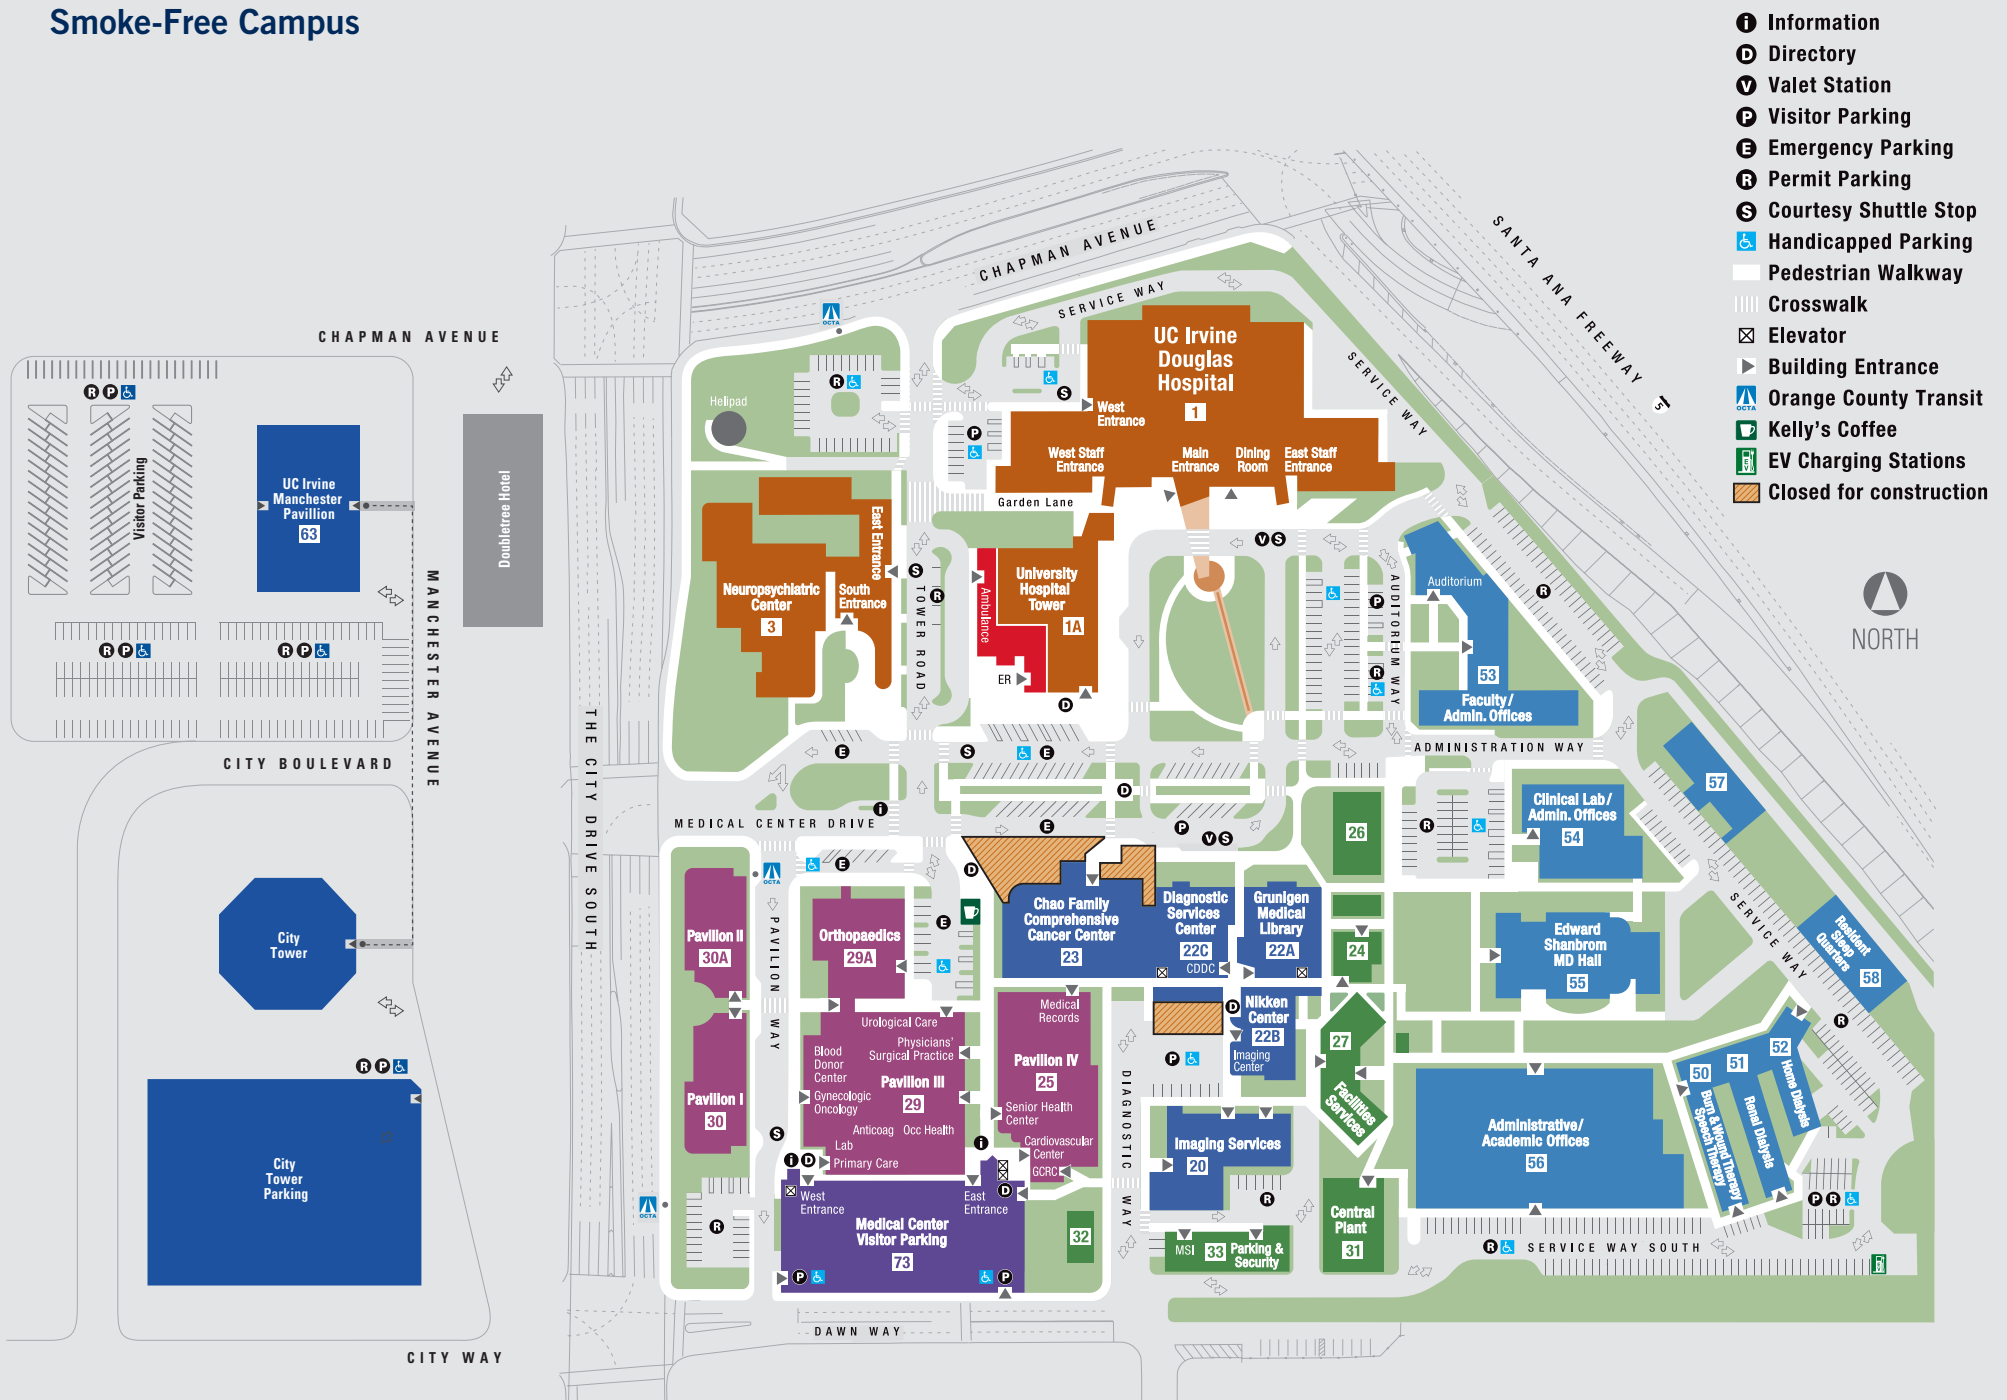 Smoke-Free Campus
i Information
D Directory
V Valet Station
P Visitor Parking
E Emergency Parking
R Permit Parking
S Courtesy Shuttle Stop
Handicapped Parking
Pedestrian Walkway
Crosswalk
Elevator
Building Entrance
OCTA Orange County Transit
Kelly's Coffee
EV EV Charging Stations
Closed for construction
NORTH
SANTA ANA FREEWAY
5
CHAPMAN AVENUE
SERVICE WAY
SERVICE WAY
CHAPMAN AVENUE
R P
Visitor Parking
UC Irvine
Manchester
Pavillion
63
Doubletree Hotel
R P
R P
MANCHESTER AVENUE
CITY BOULEVARD
THE CITY DRIVE SOUTH
City
Tower
R P
City
Tower
Parking
CITY WAY
OCTA
R
Helipad
S
P
UC Irvine
Douglas
Hospital
1
West
Entrance
West Staff
Entrance
Main
Entrance
Dining
Room
East Staff
Entrance
Garden Lane
East Entrance
Neuropsychiatric
Center
3
South
Entrance
S
R
TOWER ROAD
Ambulance
University
Hospital
Tower
1A
ER
D
V S
P
R
AUDITORIUM WAY
Auditorium
R
53
Faculty/
Admin. Offices
ADMINISTRATION WAY
E
S
E
D
i
MEDICAL CENTER DRIVE
E
P
V S
26
R
Clinical Lab/
Admin. Offices
54
57
SERVICE WAY
OCTA
E
D
E
Pavilion II
30A
PAVILION WAY
Orthopaedics
29A
Chao Family
Comprehensive
Cancer Center
23
Diagnostic
Services
Center
22C
CDDC
Grunigen
Medical
Library
22A
24
Edward
Shanbrom
MD Hall
55
Resident
Sleep
Quarters
58
R
Medical
Records
D
Nikken
Center
22B
Imaging
Center
P
27
Facilities
Services
Urological Care
Physicians'
Surgical Practice
Blood
Donor
Center
Pavilion III
29
Gynecologic
Oncology
Anticoag
Occ Health
Lab
Primary Care
Pavilion IV
25
Senior Health
Center
Cardiovascular
Center
GCRC
Pavilion I
30
S
i D
i
D
DIAGNOSTIC WAY
Imaging Services
20
R
Administrative/
Academic Offices
56
50
51
52
Burn & Wound Therapy
Speech Therapy
Renal Dialysis
Home Dialysis
P R
OCTA
R
West
Entrance
East
Entrance
Medical Center
Visitor Parking
73
P
P
32
MSI
33
Parking &
Security
Central
Plant
31
R
SERVICE WAY SOUTH
EV
DAWN WAY